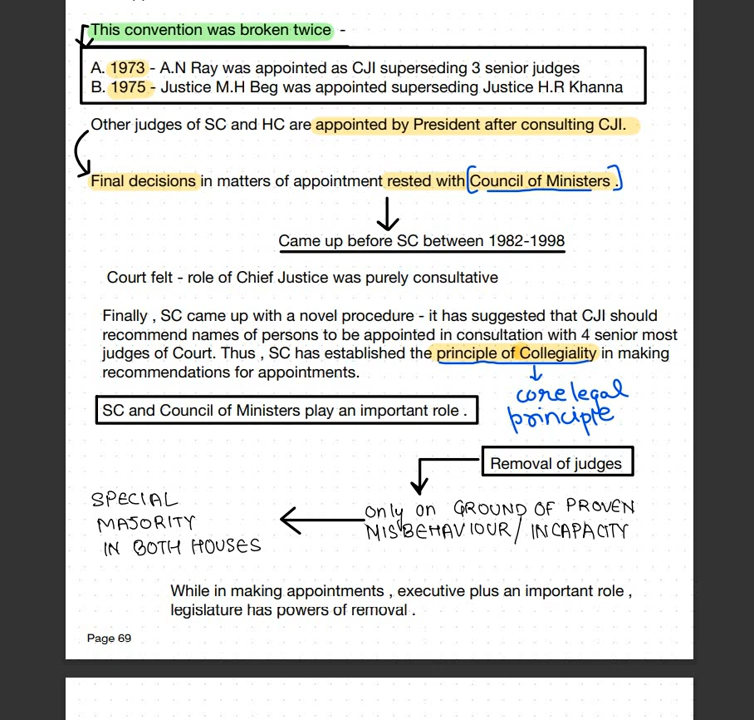 This convention was broken twice -
A. 1973 - A.N Ray was appointed as CJI superseding 3 senior judges
B. 1975 - Justice M.H Beg was appointed superseding Justice H.R Khanna
Other judges of SC and HC are appointed by President after consulting CJI.
Final decisions in matters of appointment rested with [Council of Ministers.]
Came up before SC between 1982-1998
Court felt - role of Chief Justice was purely consultative
Finally , SC came up with a novel procedure - it has suggested that CJI should
recommend names of persons to be appointed in consultation with 4 senior most
judges of Court. Thus , SC has established the principle of Collegiality in making
recommendations for appointments.
core legal
principle
SC and Council of Ministers play an important role .
Removal of judges
only on GROUND OF PROVEN
MISBEHAVIOUR / INCAPACITY
SPECIAL
MAJORITY
IN BOTH HOUSES
While in making appointments , executive plus an important role ,
legislature has powers of removal .
Page 69